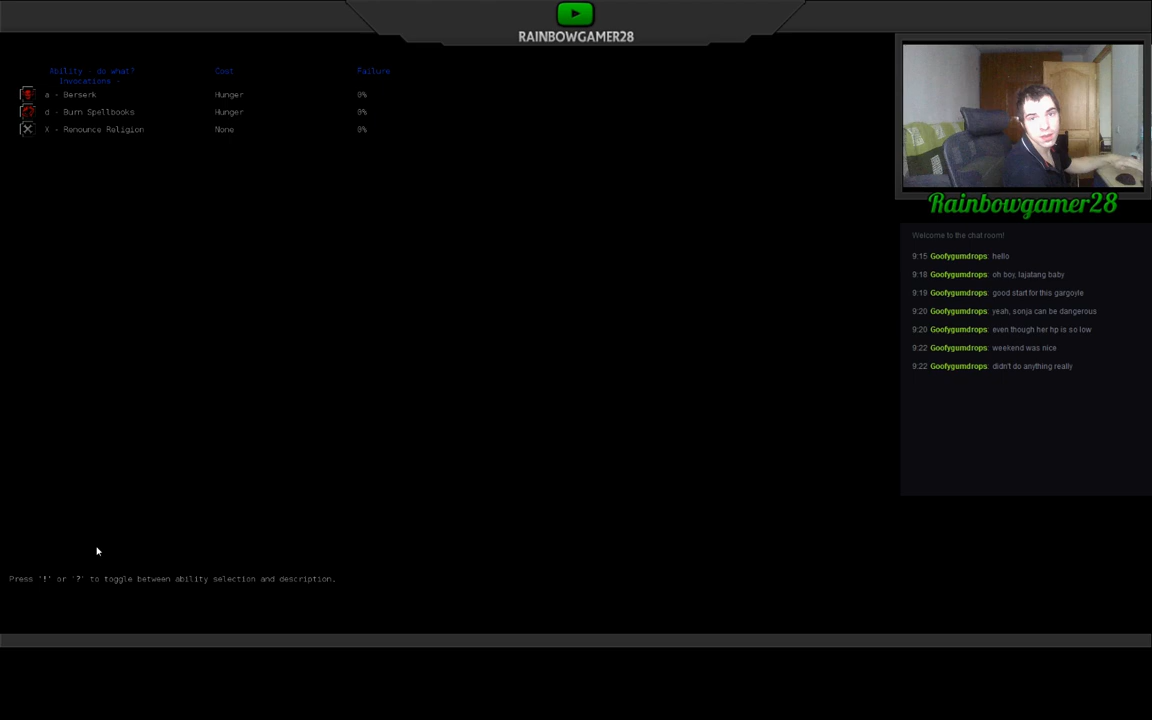 RAINBOWGAMER28
Ability - do what? Cost Failure
Invocations -
a - Berserk Hunger 0%
d - Burn Spellbooks Hunger 0%
X - Renounce Religion None 0%
Press '!' or '?' to toggle between ability selection and description.
Rainbowgamer28
Welcome to the chat room!
9:15 Goofygumdrops: hello
9:18 Goofygumdrops: oh boy, lajatang baby
9:19 Goofygumdrops: good start for this gargoyle
9:20 Goofygumdrops: yeah, sonja can be dangerous
9:20 Goofygumdrops: even though her hp is so low
9:22 Goofygumdrops: weekend was nice
9:22 Goofygumdrops: didn't do anything really